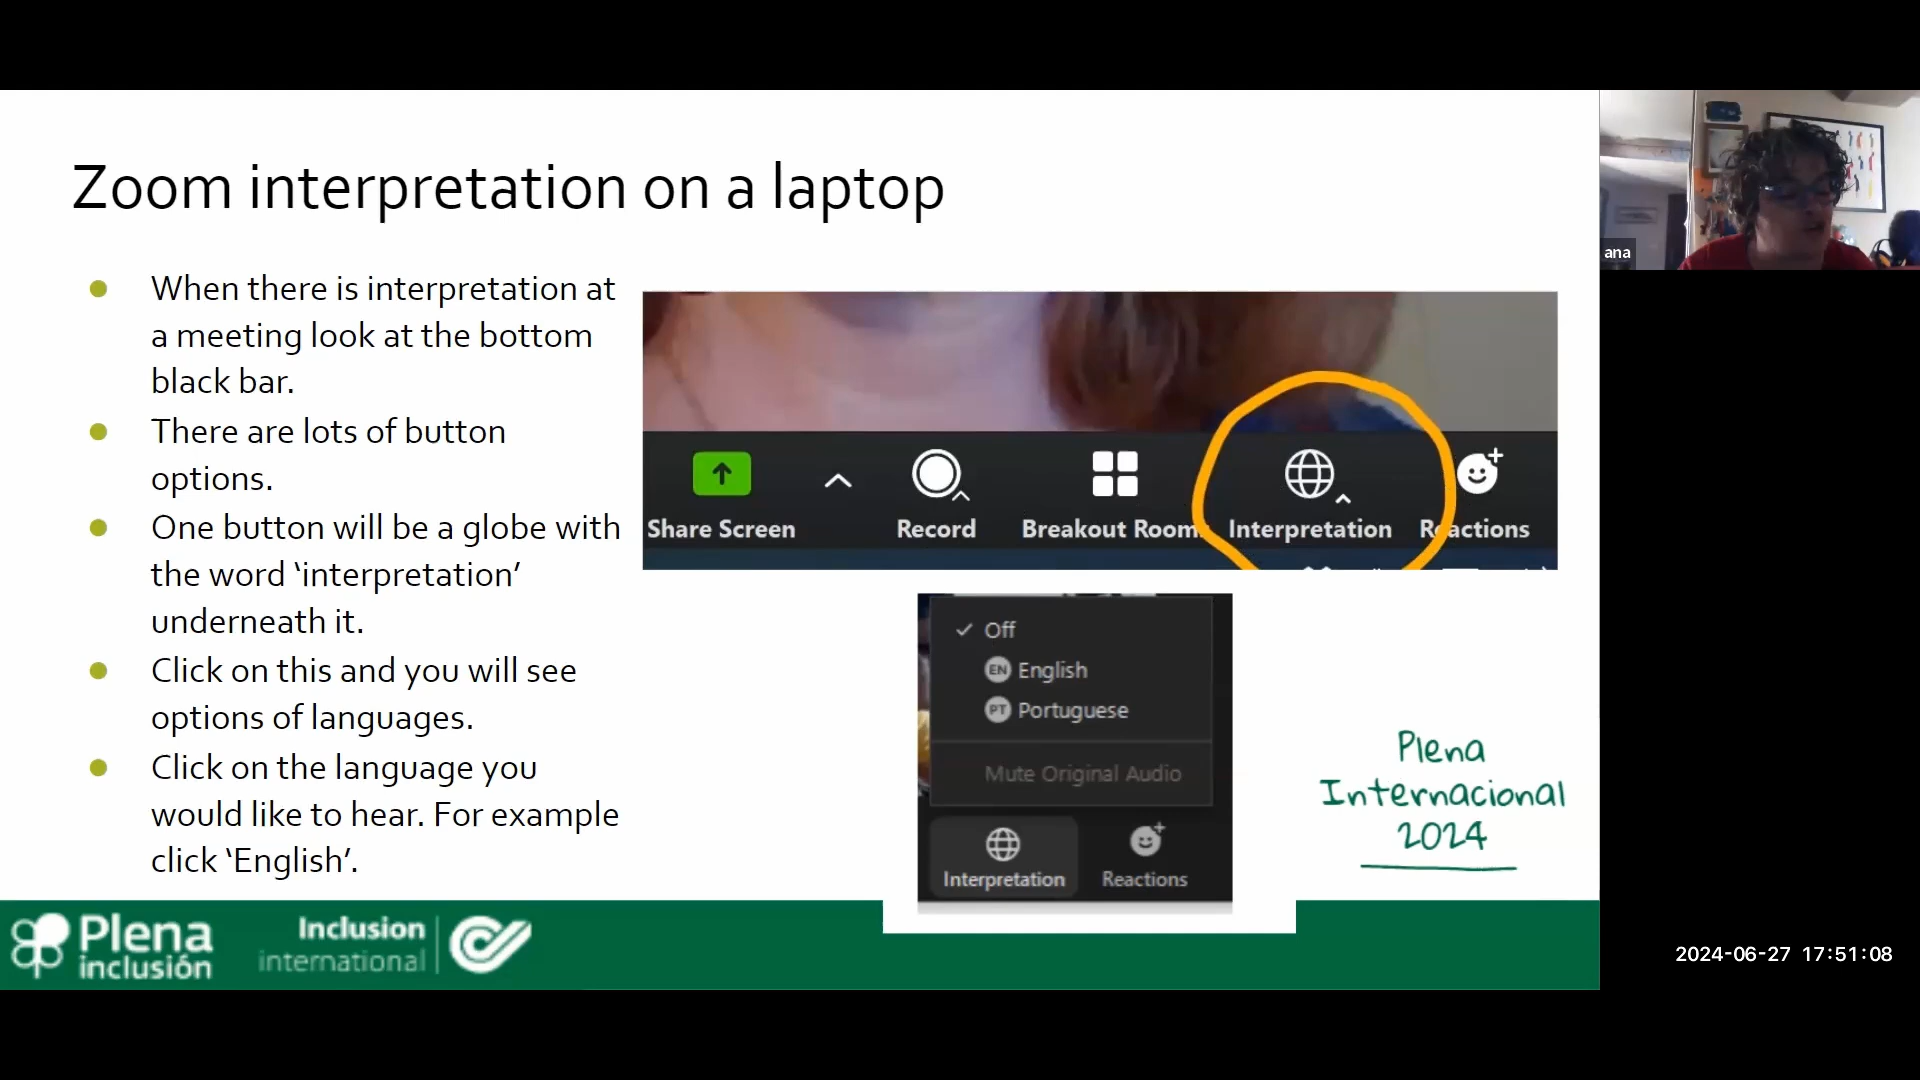 Zoom interpretation on a laptop
When there is interpretation at
a meeting look at the bottom
black bar.
There are lots of button
options.
One button will be a globe with
the word ‘interpretation’
underneath it.
Click on this and you will see
options of languages.
Click on the language you
would like to hear. For example
click ‘English’.
Share Screen
Record
Breakout Rooms
Interpretation
Reactions
Off
EN English
PT Portuguese
Mute Original Audio
Interpretation
Reactions
Plena
Internacional
2024
Plena
inclusión
Inclusion
international
ana
2024-06-27 17:51:08